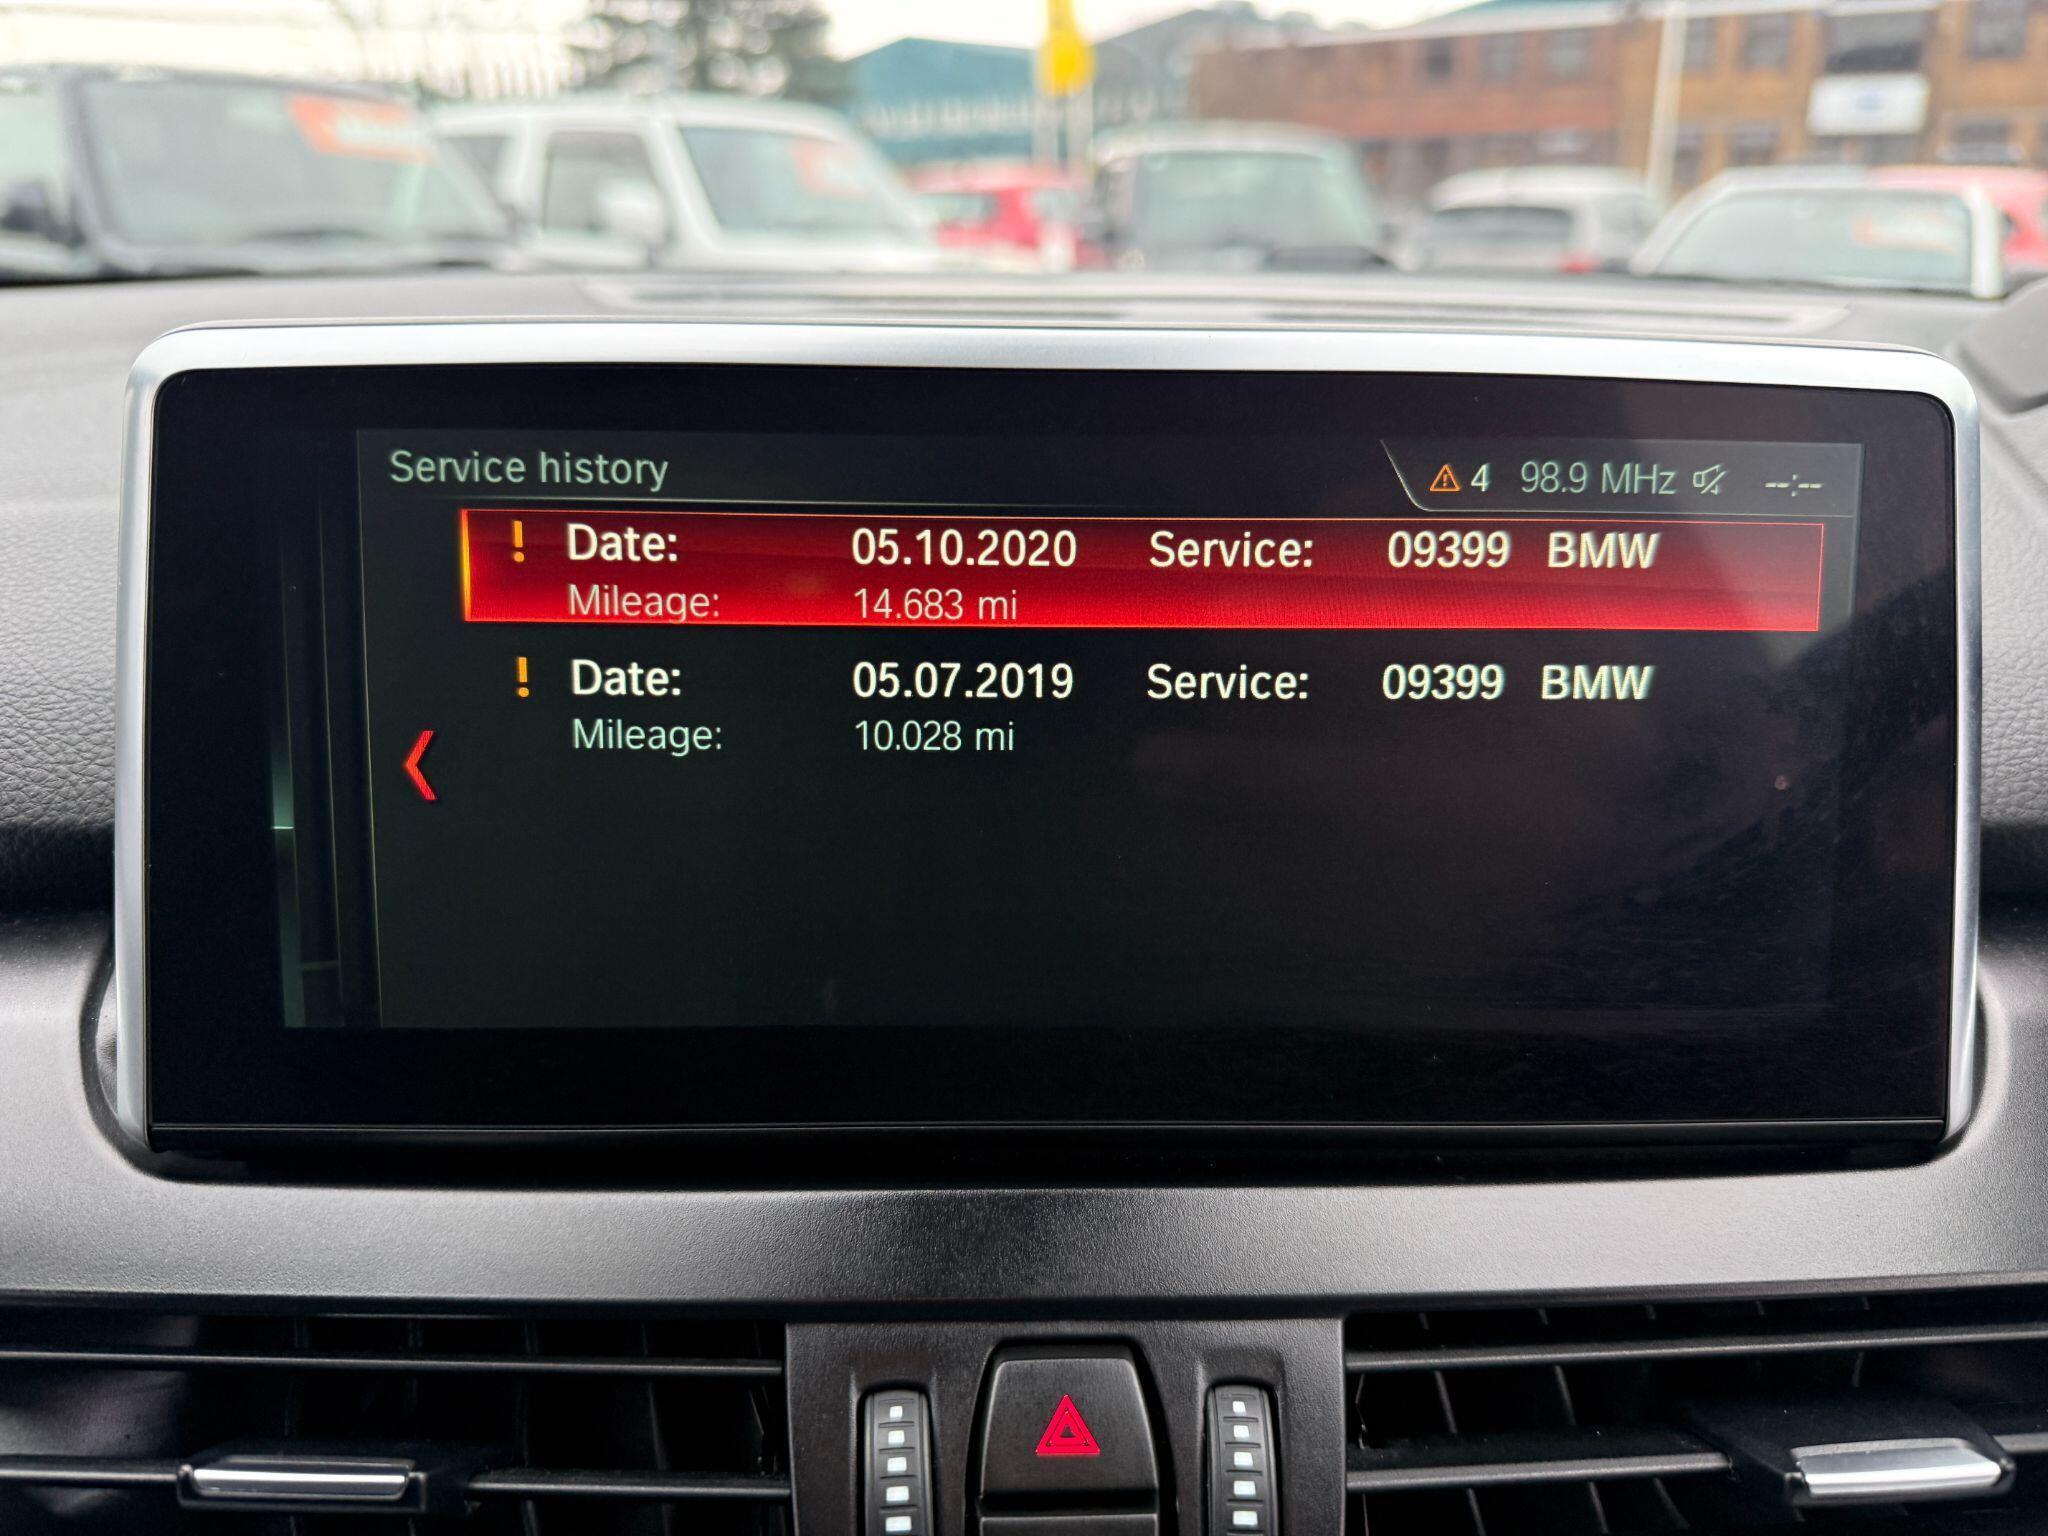 Service history
4 98.9 MHz --:--
! Date: 05.10.2020 Service: 09399 BMW
Mileage: 14.683 mi
! Date: 05.07.2019 Service: 09399 BMW
Mileage: 10.028 mi